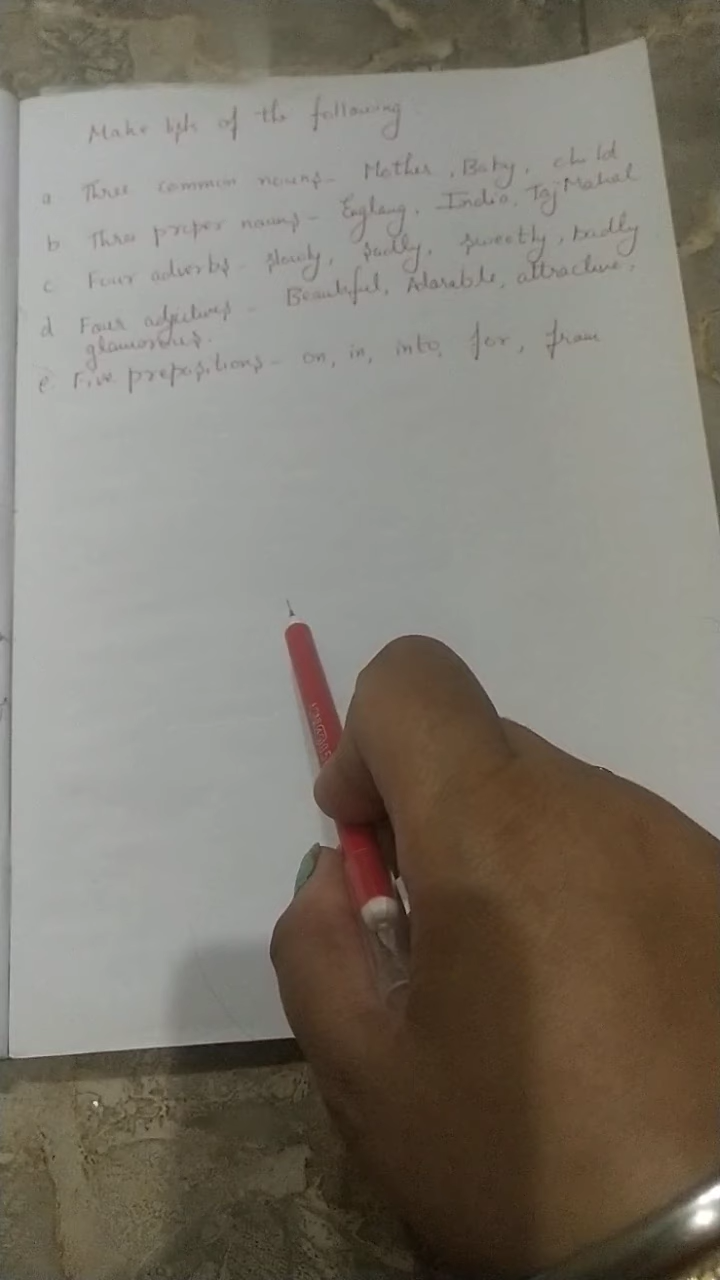 Make lists of the following
a Three common nouns - Mother, Baby, child
b Three proper nouns - England, India, Taj Mahal
c Four adverbs - slowly, sadly, sweetly, badly
d Four adjectives - Beautiful, Adorable, attractive,
glamorous.
e Five prepositions - on, in, into, for, from